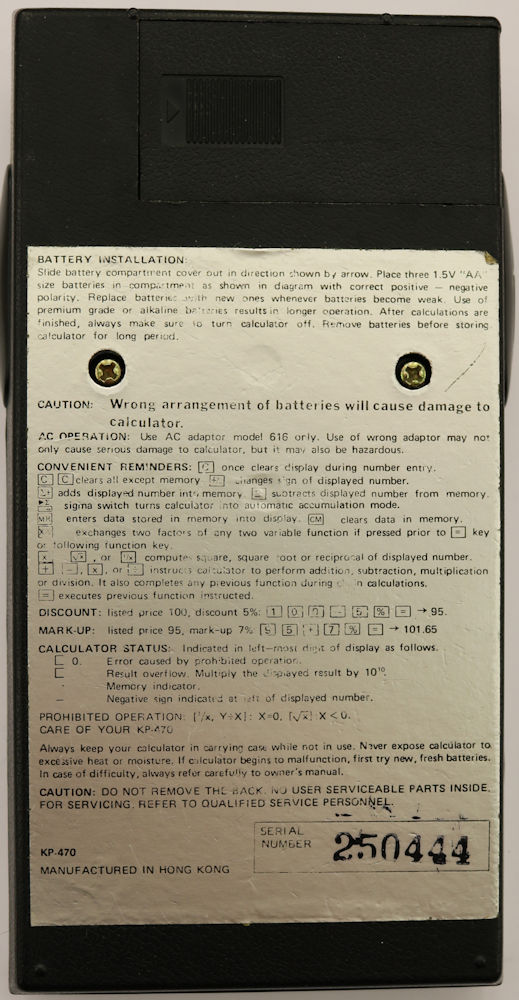 BATTERY INSTALLATION:
Slide battery compartment cover out in direction shown by arrow. Place three 1.5V "AA"
size batteries in compartment as shown in diagram with correct positive — negative
polarity. Replace batteries with new ones whenever batteries become weak. Use of
premium grade or alkaline batteries results in longer operation. After calculations are
finished, always make sure to turn calculator off. Remove batteries before storing
calculator for long period.
CAUTION: Wrong arrangement of batteries will cause damage to
calculator.
AC OPERATION: Use AC adaptor model 616 only. Use of wrong adaptor may not
only cause serious damage to calculator, but it may also be hazardous.
CONVENIENT REMINDERS: C once clears display during number entry.
C C clears all except memory. changes sign of displayed number.
adds displayed number into memory. subtracts displayed number from memory.
sigma switch turns calculator into automatic accumulation mode.
MR enters data stored in memory into display. CM clears data in memory.
exchanges two factors of any two variable function if pressed prior to = key
or following function key.
, or computes square, square root or reciprocal of displayed number.
+ , − , x , or ÷ instructs calculator to perform addition, subtraction, multiplication
or division. It also completes any previous function during chain calculations.
= executes previous function instructed.
DISCOUNT: listed price 100, discount 5%: 1 0 0 − 5 % = → 95.
MARK-UP: listed price 95, mark-up 7%: 9 5 + 7 % = → 101.65
CALCULATOR STATUS: Indicated in left—most digit of display as follows.
0. Error caused by prohibited operation.
Result overflow. Multiply the displayed result by 10¹⁰.
· Memory indicator.
— Negative sign indicated at left of displayed number.
PROHIBITED OPERATION: [¹/x, Y÷X]: X=0, [√x] X < 0.
CARE OF YOUR KP-470
Always keep your calculator in carrying case while not in use. Never expose calculator to
excessive heat or moisture. If calculator begins to malfunction, first try new, fresh batteries.
In case of difficulty, always refer carefully to owner's manual.
CAUTION: DO NOT REMOVE THE BACK. NO USER SERVICEABLE PARTS INSIDE.
FOR SERVICING, REFER TO QUALIFIED SERVICE PERSONNEL.
SERIAL
NUMBER 250444
KP-470
MANUFACTURED IN HONG KONG